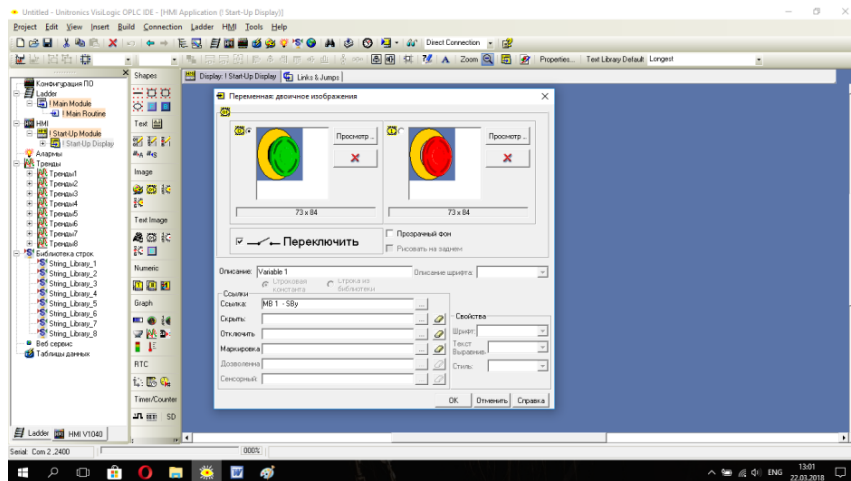 Untitled - Unitronics VisiLogic OPLC IDE - [HMI Application (! Start-Up Display)]
Project Edit View Insert Build Connection Ladder HMI Tools Help
Direct Connection
Zoom Properties... Text Library Default Longest
Конфигурация ПО
Ladder
! Main Module
! Main Routine
HMI
! Start-Up Module
! Start-Up Display
Алармы
Тренды
Тренды1
Тренды2
Тренды3
Тренды4
Тренды5
Тренды6
Тренды7
Тренды8
Библиотека строк
String_Library_1
String_Library_2
String_Library_3
String_Library_4
String_Library_5
String_Library_6
String_Library_7
String_Library_8
Веб сервис
Таблицы данных
Ladder HMI V1040
Shapes
Text
Image
Text Image
Numeric
Graph
RTC
Timer/Counter
SD
Display: ! Start-Up Display Links & Jumps
Переменная: двоичное изображение
Просмотр ..
Просмотр ..
73 x 84
73 x 84
Переключить
Прозрачный фон
Рисовать на заднем
Описание: Variable 1
Описание шрифта:
Строковая константа
Строка из библиотеки
Ссылки
Ссылка: MB 1 - SBy
Скрыть:
Отключить
Маркировка
Дозволенна
Сенсорный:
Свойства
Шрифт
Текст
Выравнив.
Стиль:
OK Отменить Справка
Serial: Com 2 ,2400
000%
ENG
13:01
22.03.2018